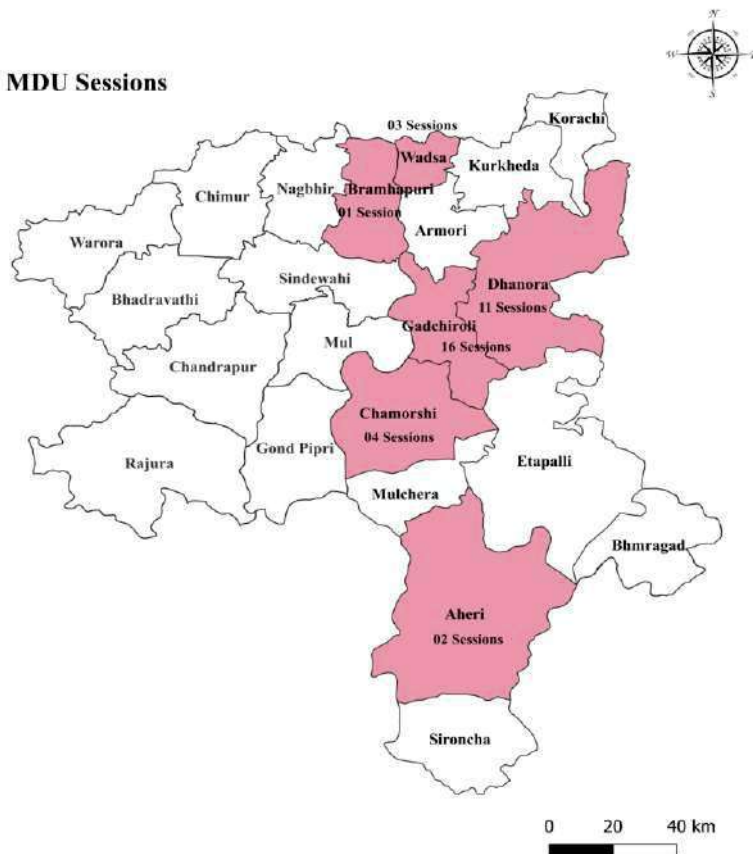 N
W
E
S
MDU Sessions
Korachi
03 Sessions
Wadsa
Kurkheda
Chimur
Nagbhir
Bramhapuri
01 Session
Armori
Warora
Sindewahi
Dhanora
11 Sessions
Bhadravathi
Gadchiroli
16 Sessions
Mul
Chandrapur
Chamorshi
04 Sessions
Gond Pipri
Rajura
Etapalli
Mulchera
Bhmragad
Aheri
02 Sessions
Sironcha
0 20 40 km